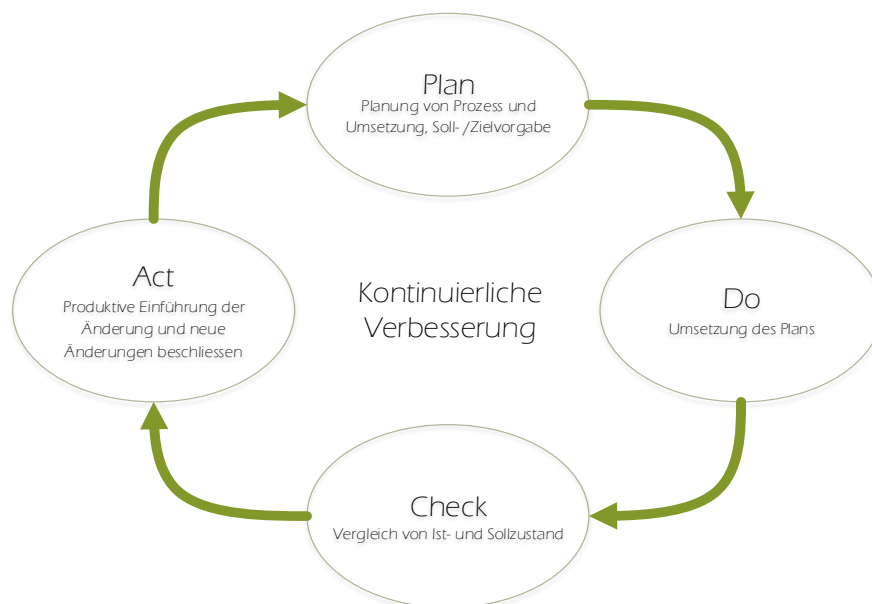 Plan
Planung von Prozess und
Umsetzung, Soll-/Zielvorgabe
Act
Produktive Einführung der
Änderung und neue
Änderungen beschliessen
Kontinuierliche
Verbesserung
Do
Umsetzung des Plans
Check
Vergleich von Ist- und Sollzustand